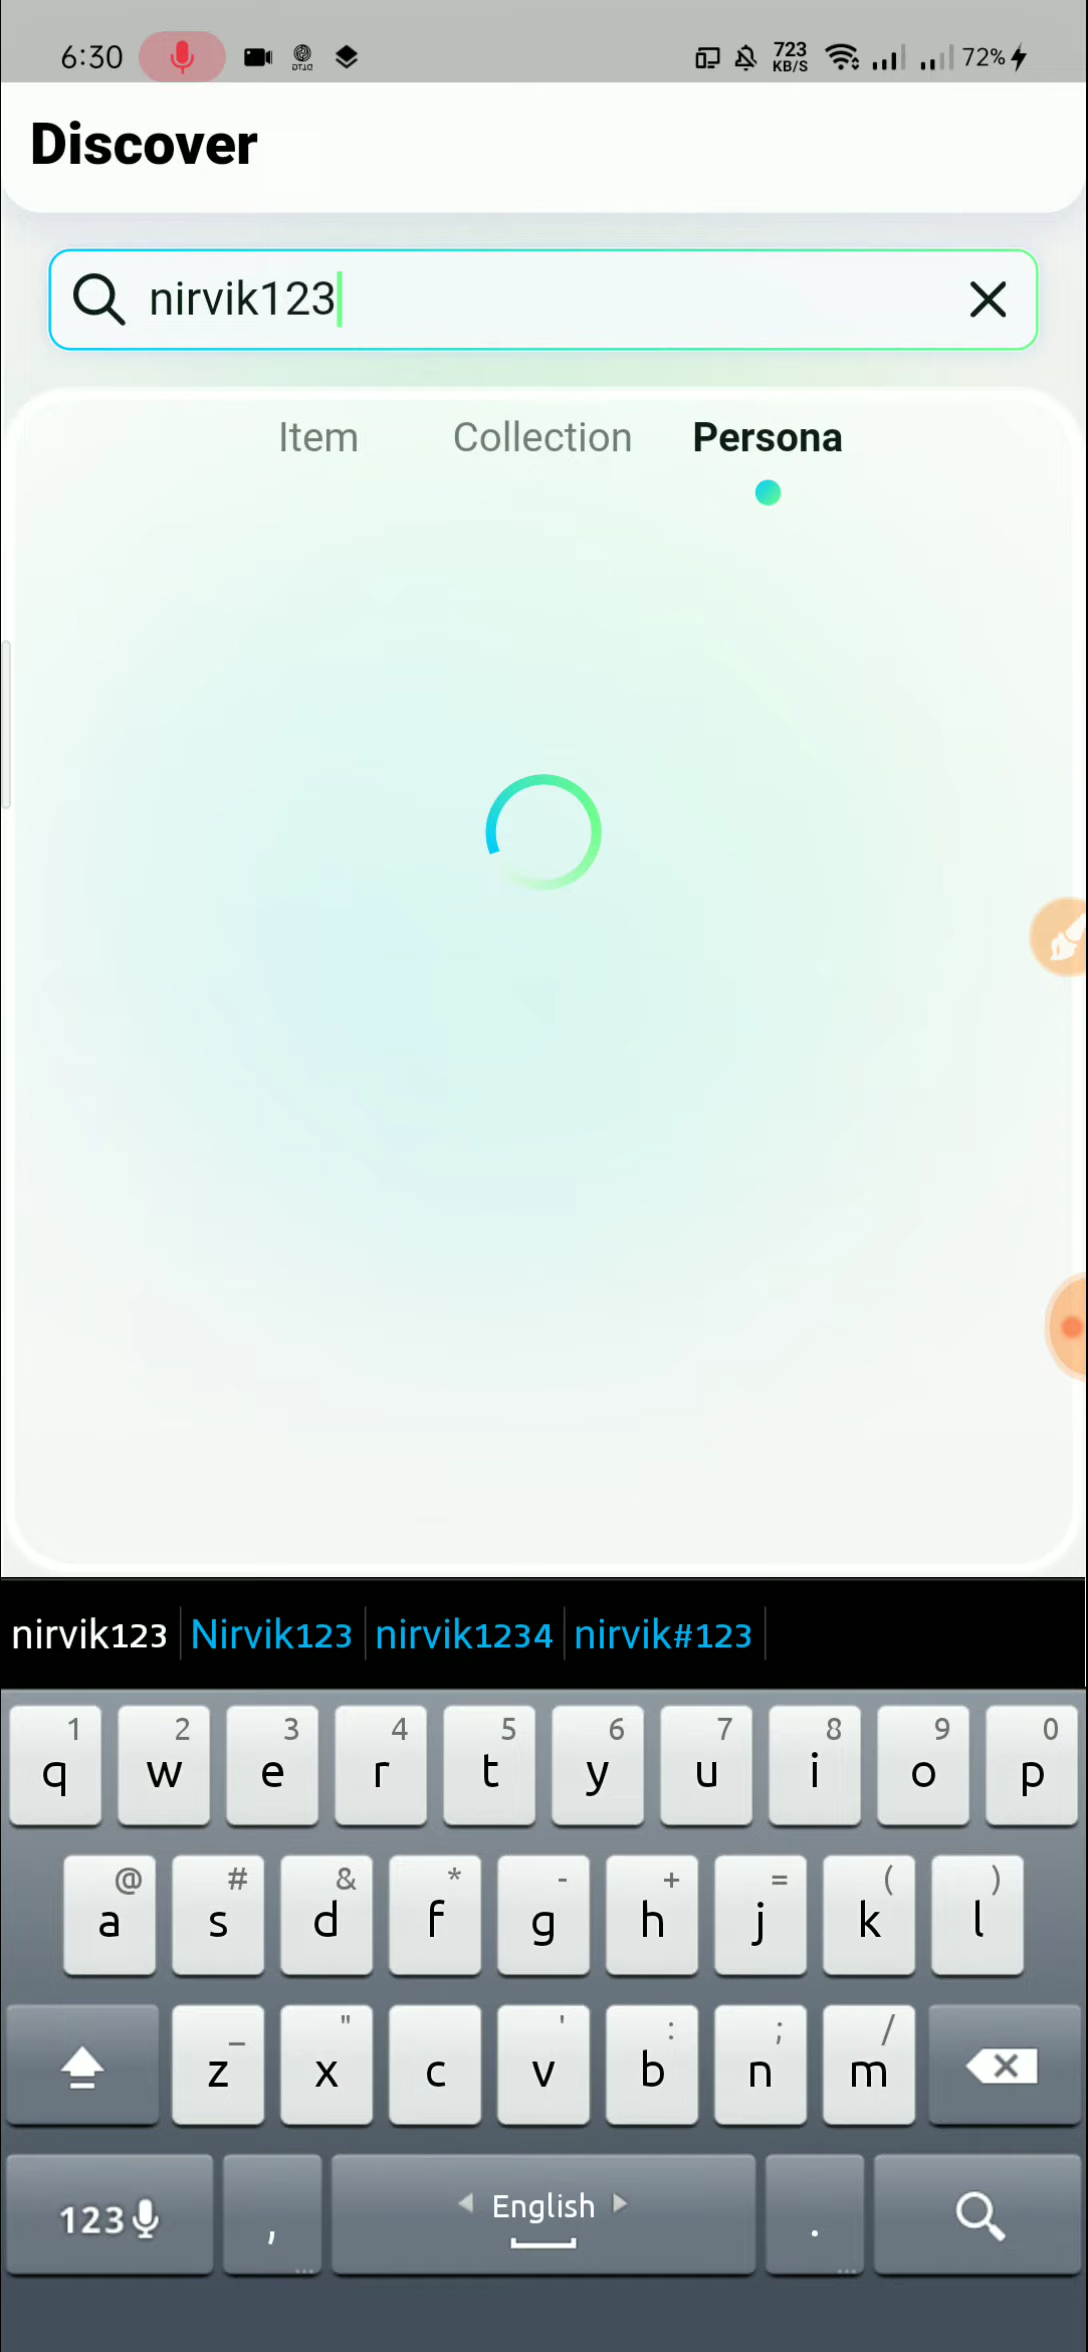 6:30 DTLD 723 KB/S 72%
Discover
nirvik123
Item Collection Persona
nirvik123 Nirvik123 nirvik1234 nirvik#123
1 2 3 4 5 6 7 8 9 0
q w e r t y u i o p
@ # & * - + = ( )
a s d f g h j k l
_ " ' : ; /
z x c v b n m
123 , English .
... ...